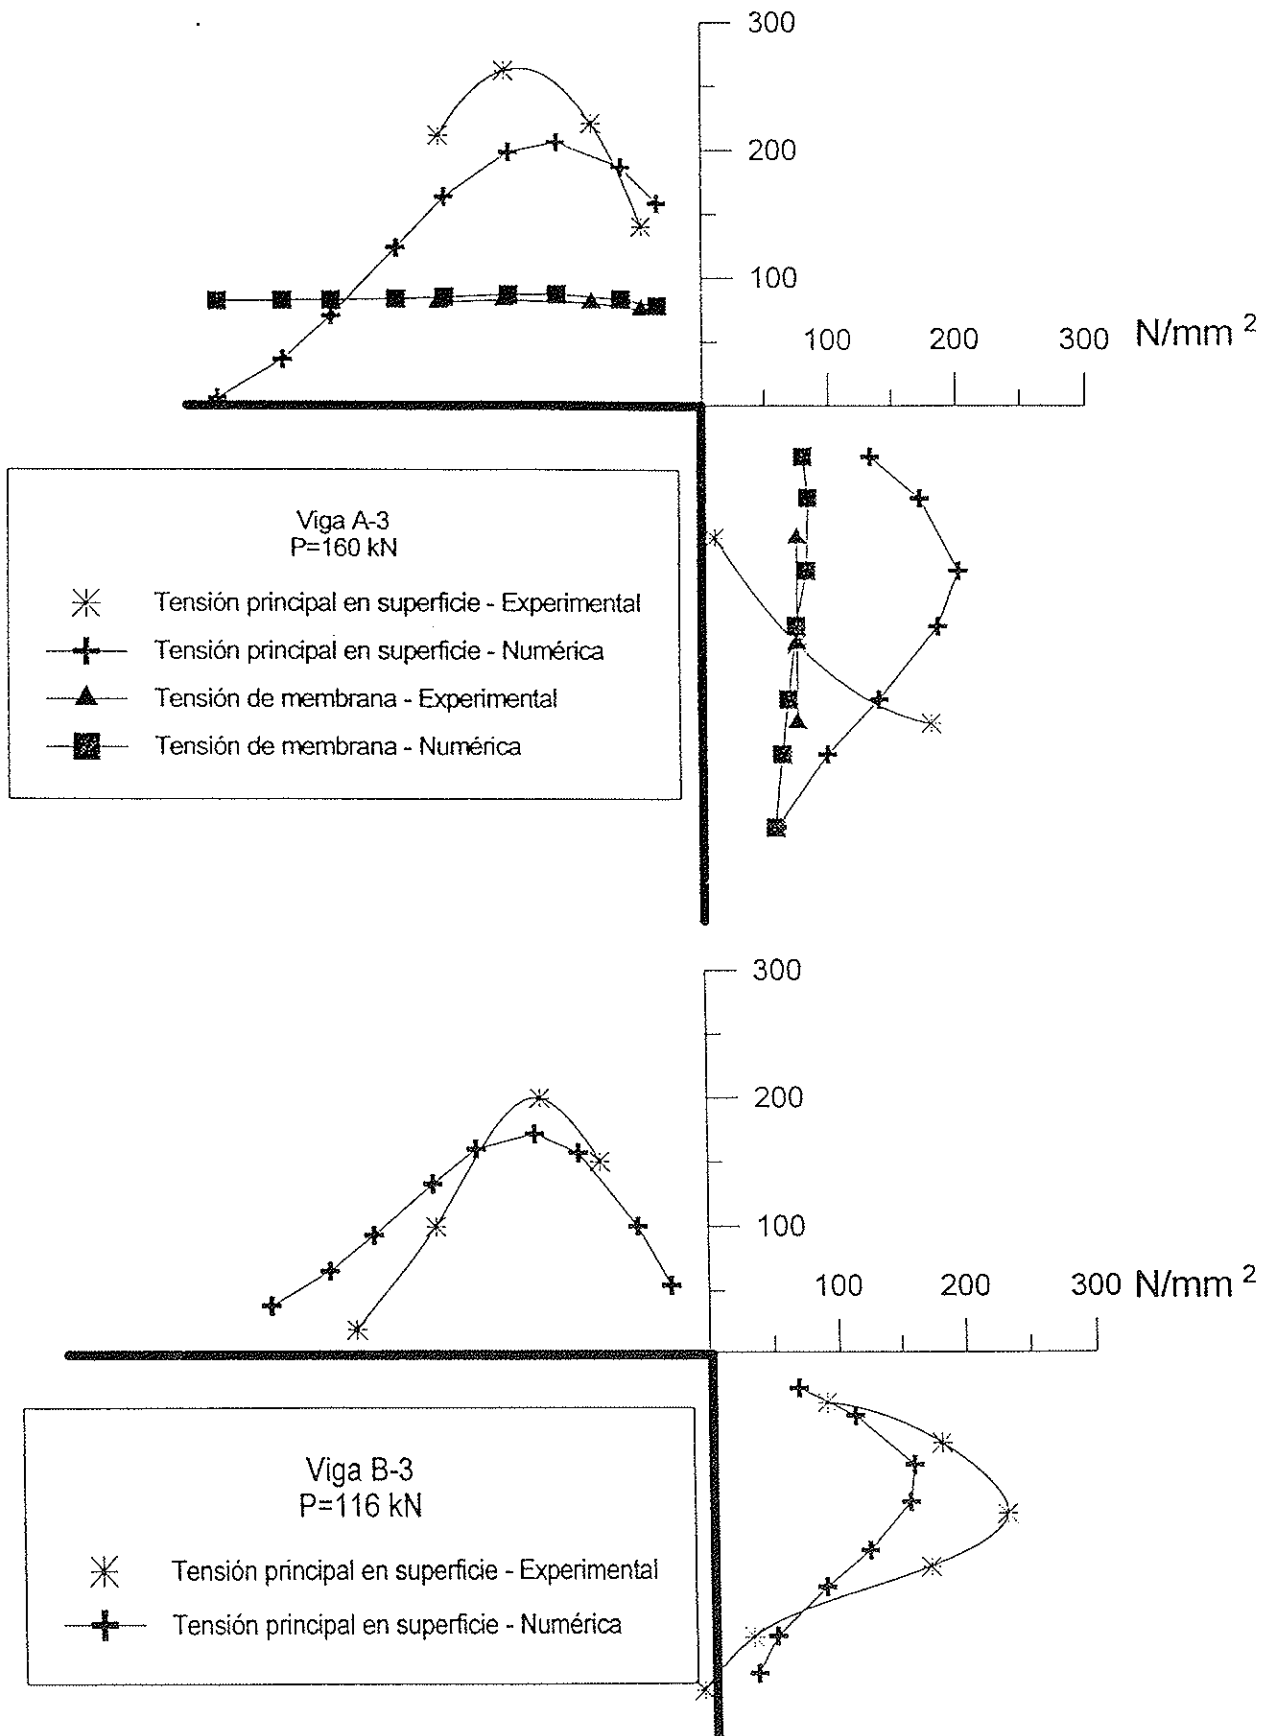 300
200
100
100 200 300 N/mm 2
Viga A-3
P=160 kN
Tensión principal en superficie - Experimental
Tensión principal en superficie - Numérica
Tensión de membrana - Experimental
Tensión de membrana - Numérica
300
200
100
100 200 300 N/mm 2
Viga B-3
P=116 kN
Tensión principal en superficie - Experimental
Tensión principal en superficie - Numérica